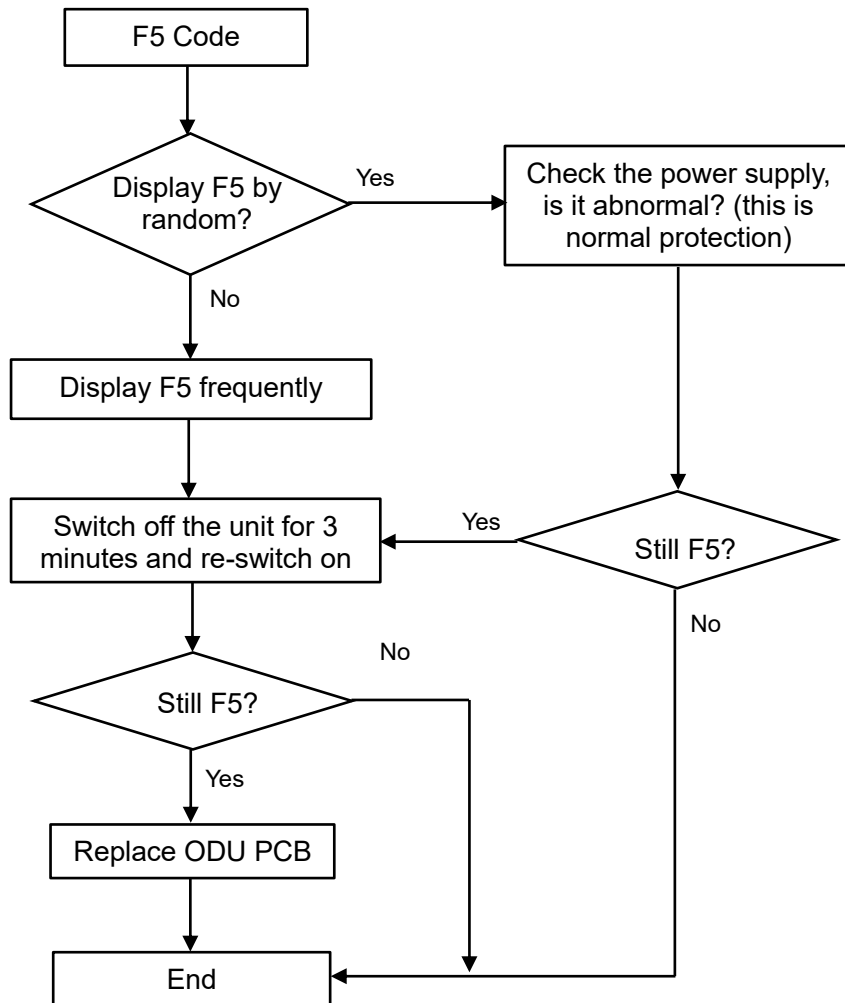 F5 Code
Display F5 by
random?
Yes
Check the power supply,
is it abnormal? (this is
normal protection)
No
Display F5 frequently
Switch off the unit for 3
minutes and re-switch on
Yes
Still F5?
No
No
Still F5?
Yes
Replace ODU PCB
End